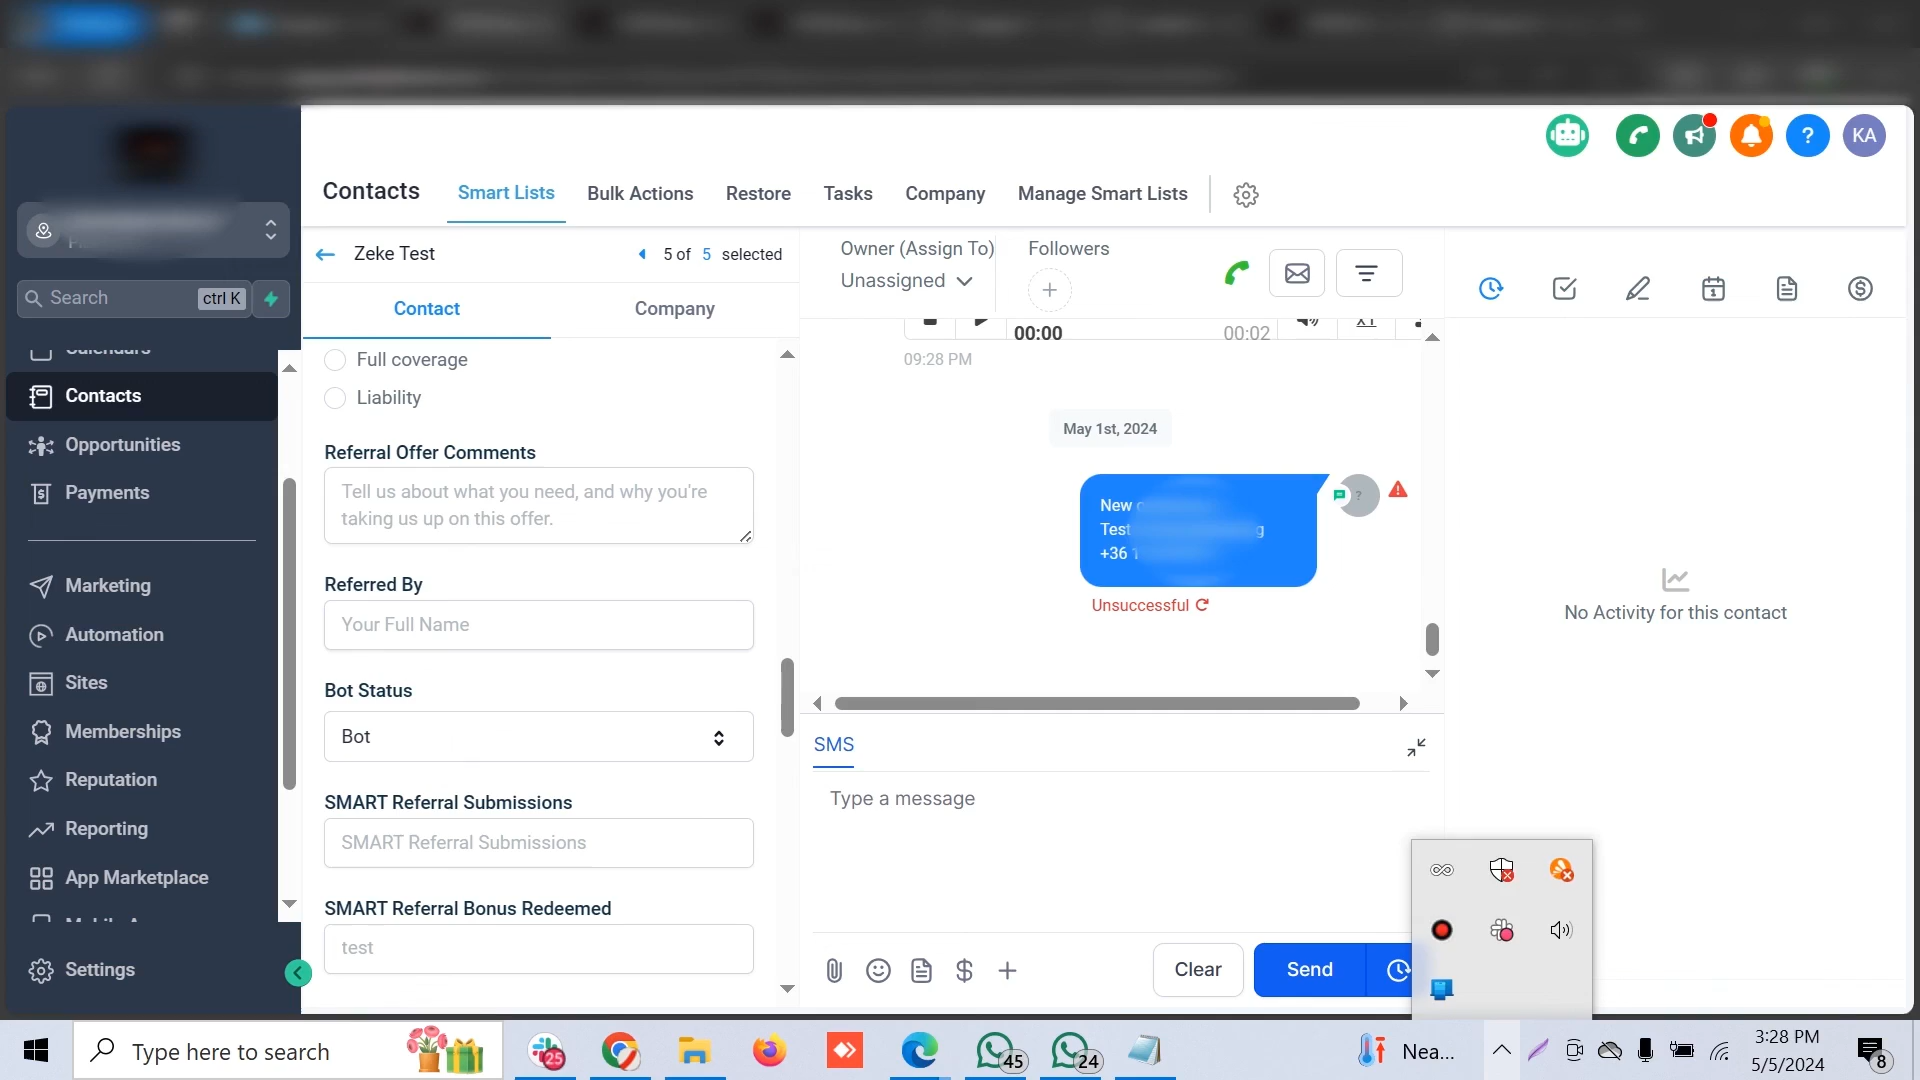 Contacts
Smart Lists
Bulk Actions
Restore
Tasks
Company
Manage Smart Lists
KA
Search
ctrl K
Calendars
Contacts
Opportunities
Payments
Marketing
Automation
Sites
Memberships
Reputation
Reporting
App Marketplace
Settings
Zeke Test
5 of 5 selected
Contact
Company
Full coverage
Liability
Referral Offer Comments
Tell us about what you need, and why you're
taking us up on this offer.
Referred By
Your Full Name
Bot Status
Bot
SMART Referral Submissions
SMART Referral Submissions
SMART Referral Bonus Redeemed
test
Owner (Assign To)
Unassigned
Followers
00:00
00:02
X1
09:28 PM
May 1st, 2024
New
Test
+36 1
Unsuccessful
SMS
Type a message
Clear
Send
No Activity for this contact
Type here to search
25
45
24
Nea...
3:28 PM
5/5/2024
8